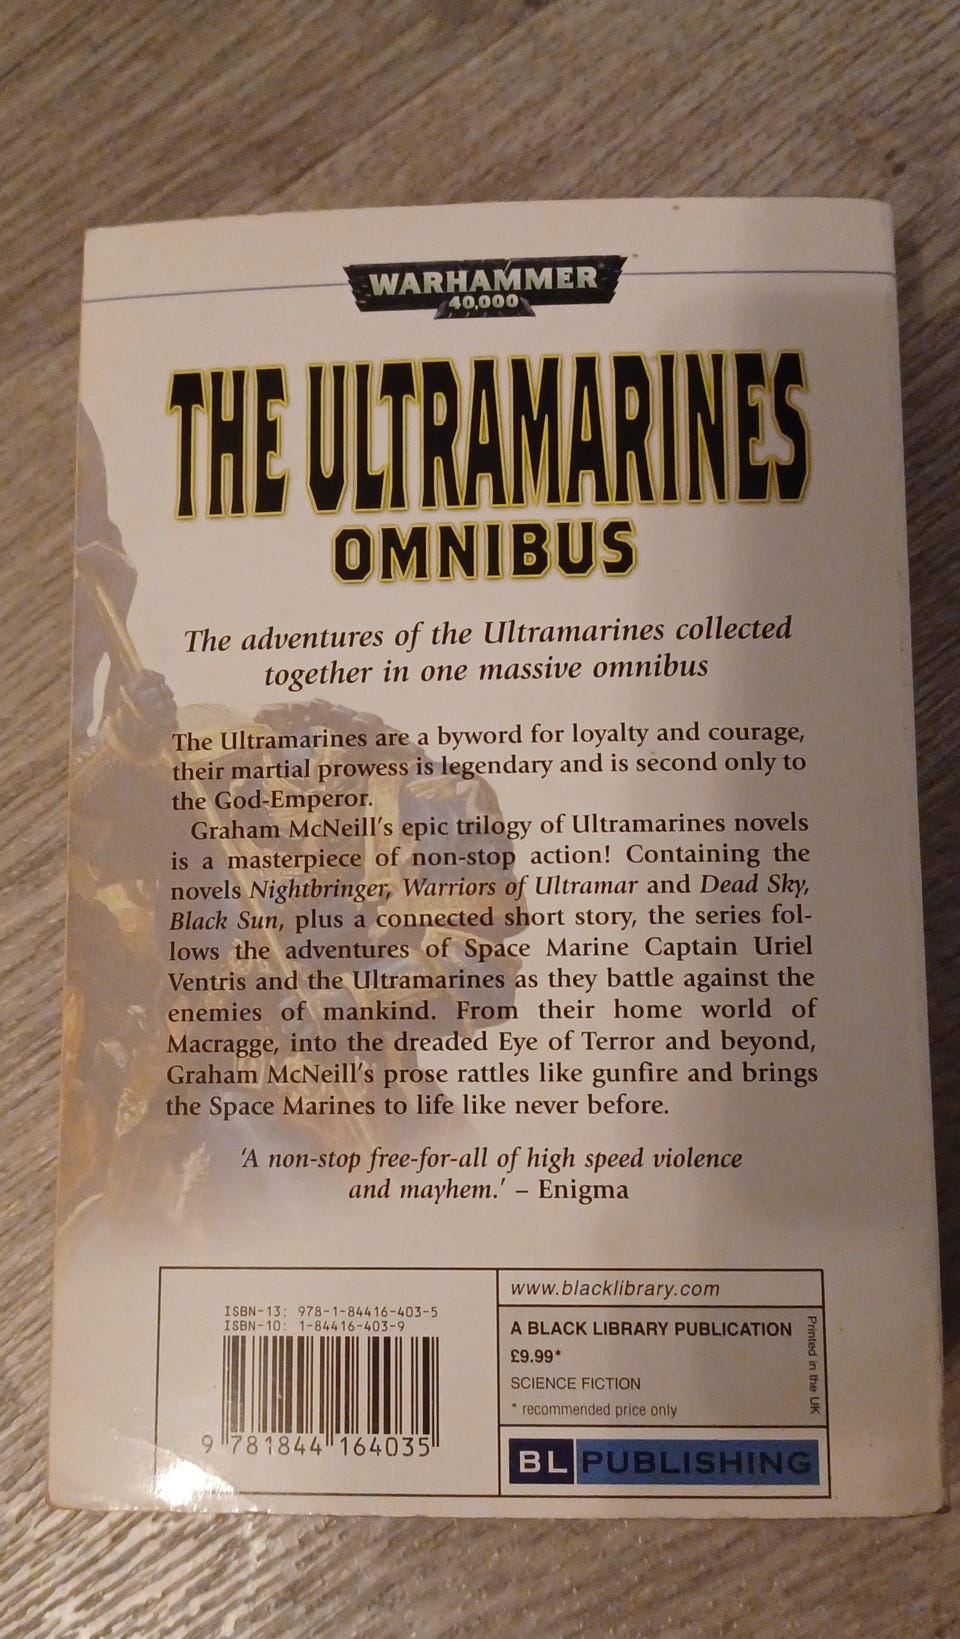 WARHAMMER
40,000
THE ULTRAMARINES
OMNIBUS
The adventures of the Ultramarines collected
together in one massive omnibus
The Ultramarines are a byword for loyalty and courage,
their martial prowess is legendary and is second only to
the God-Emperor.
Graham McNeill's epic trilogy of Ultramarines novels
is a masterpiece of non-stop action! Containing the
novels Nightbringer, Warriors of Ultramar and Dead Sky,
Black Sun, plus a connected short story, the series fol-
lows the adventures of Space Marine Captain Uriel
Ventris and the Ultramarines as they battle against the
enemies of mankind. From their home world of
Macragge, into the dreaded Eye of Terror and beyond,
Graham McNeill's prose rattles like gunfire and brings
the Space Marines to life like never before.
'A non-stop free-for-all of high speed violence
and mayhem.' – Enigma
ISBN-13: 978-1-84416-403-5
ISBN-10: 1-84416-403-9
9 781844 164035
www.blacklibrary.com
A BLACK LIBRARY PUBLICATION
£9.99*
SCIENCE FICTION
* recommended price only
Printed in the UK
BL PUBLISHING